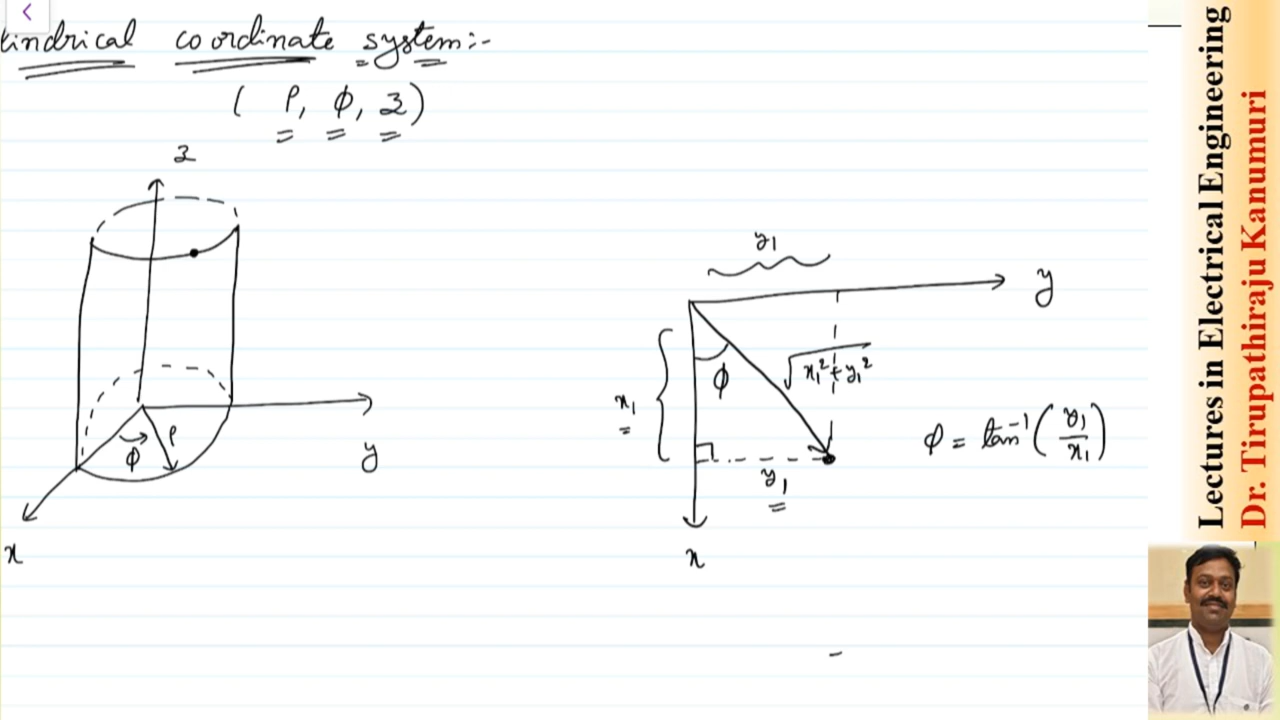 lindrical coordinate system:-
( ρ, ϕ, z )
z
ϕ
ρ
y
x
y₁
y
x₁
ϕ
√x₁²+y₁²
y₁
x
ϕ = tan⁻¹(y₁/x₁)
Lectures in Electrical Engineering
Dr. Tirupathiraju Kanumuri